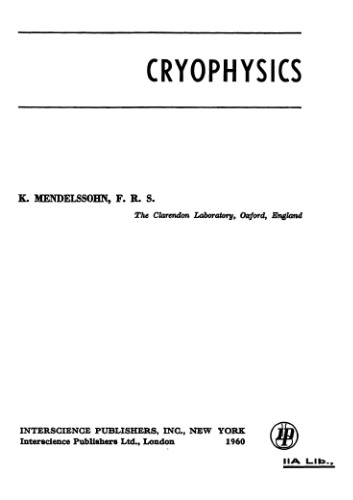 CRYOPHYSICS
K. MENDELSSOHN, F. R. S.
The Clarendon Laboratory, Oxford, England
INTERSCIENCE PUBLISHERS, INC., NEW YORK
Interscience Publishers Ltd., London 1960
IIA Lib.,